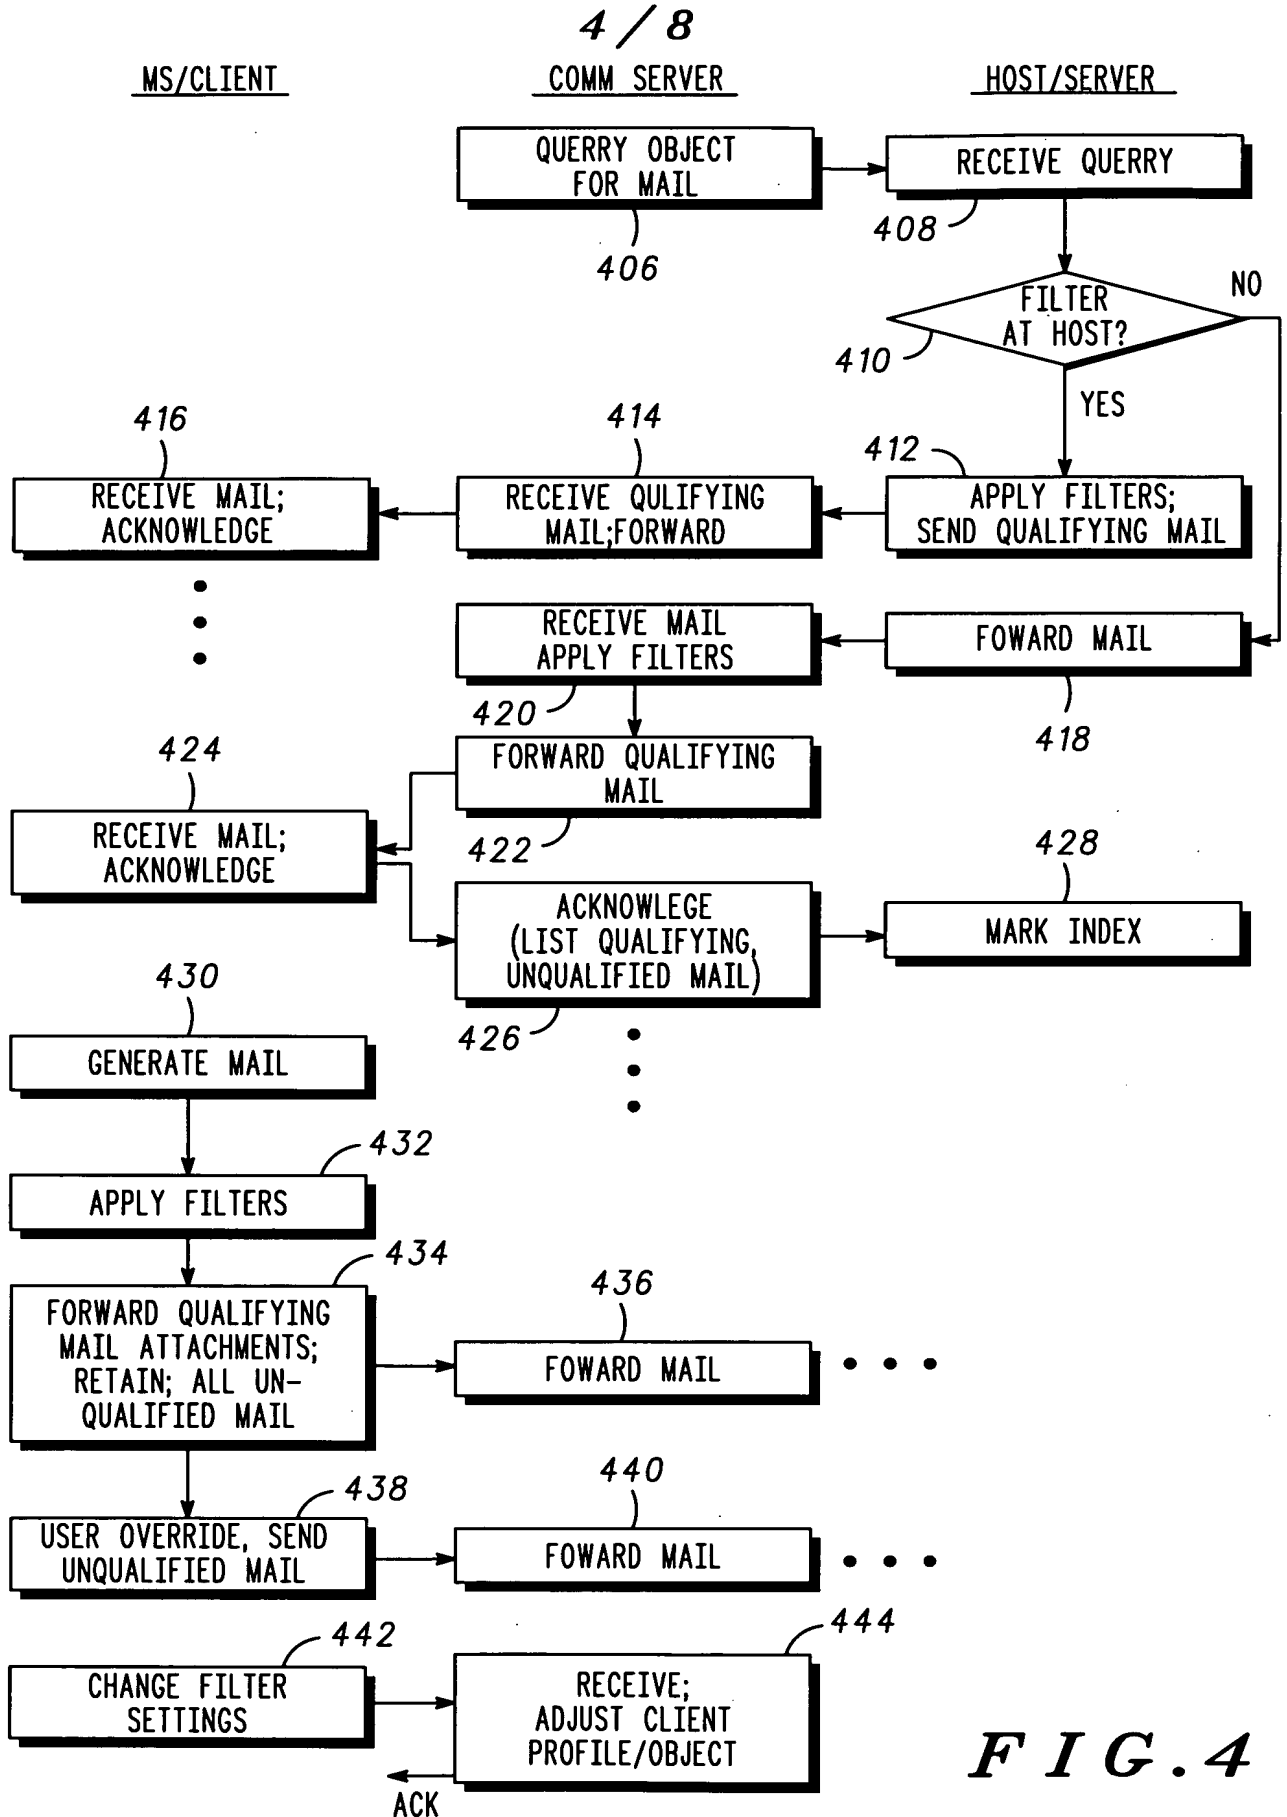 4/8
MS/CLIENT
COMM SERVER
HOST/SERVER
QUERRY OBJECT
FOR MAIL
406
RECEIVE QUERRY
408
FILTER
AT HOST?
410
NO
YES
416
RECEIVE MAIL;
ACKNOWLEDGE
414
RECEIVE QULIFYING
MAIL;FORWARD
412
APPLY FILTERS;
SEND QUALIFYING MAIL
RECEIVE MAIL
APPLY FILTERS
420
FOWARD MAIL
418
FORWARD QUALIFYING
MAIL
422
424
RECEIVE MAIL;
ACKNOWLEDGE
ACKNOWLEGE
(LIST QUALIFYING,
UNQUALIFIED MAIL)
426
428
MARK INDEX
430
GENERATE MAIL
432
APPLY FILTERS
434
FORWARD QUALIFYING
MAIL ATTACHMENTS;
RETAIN; ALL UN-
QUALIFIED MAIL
436
FOWARD MAIL
438
USER OVERRIDE, SEND
UNQUALIFIED MAIL
440
FOWARD MAIL
442
CHANGE FILTER
SETTINGS
444
RECEIVE;
ADJUST CLIENT
PROFILE/OBJECT
ACK
FIG.4